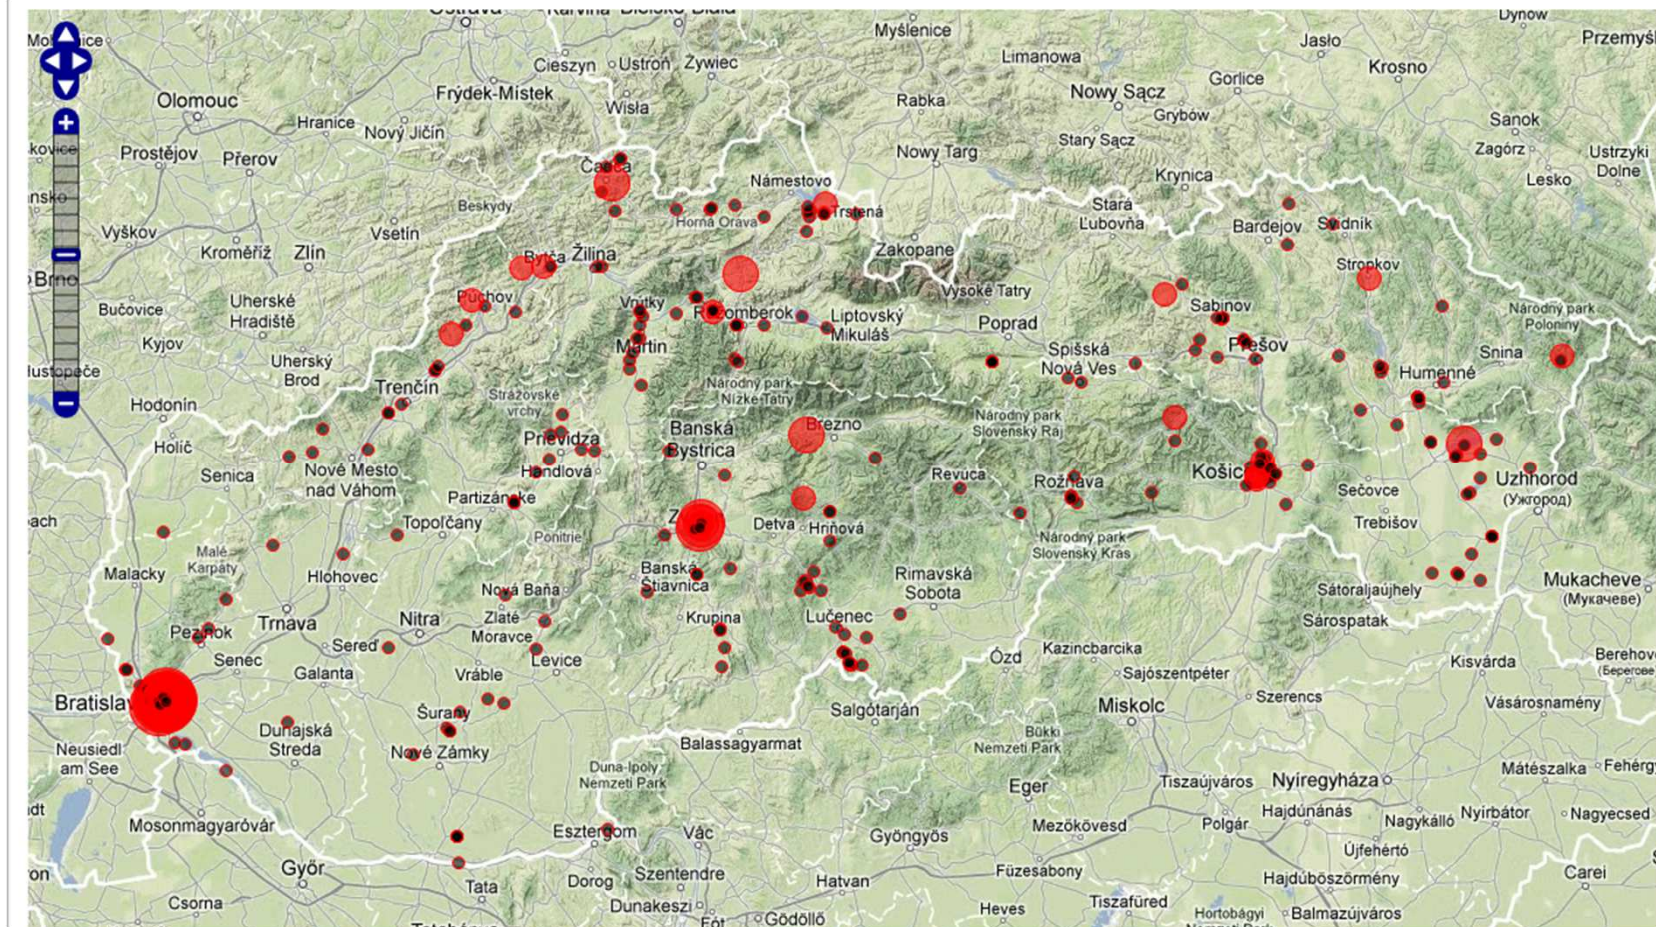 Ostrava
Karviná
Bielsko-Biała
Dynów
Myślenice
Jasło
Limanowa
Cieszyn
Ustroń
Żywiec
Krosno
Gorlice
Frýdek-Místek
Nowy Sącz
Olomouc
Wisła
Rabka
Grybów
Sanok
Hranice
Nový Jičín
Stary Sącz
Prostějov
Přerov
Nowy Targ
Zagórz
Ustrzyki
Dolne
Čadca
Námestovo
Krynica
Lesko
Beskydy
Stará
Ľubovňa
Horná Orava
Trstená
Bardejov
Svidník
Vyškov
Vsetín
Kroměříž
Zlín
Bytča
Žilina
Zakopane
Stropkov
Brno
Vysoké Tatry
Púchov
Vrútky
Sabinov
Bučovice
Uherské
Hradiště
Ružomberok
Liptovský
Mikuláš
Poprad
Národný park
Poloniny
Kyjov
Martin
Prešov
Spišská
Nová Ves
Snina
Uherský
Brod
Humenné
Trenčín
Národný park
Nízke Tatry
Strážovské
vrchy
Hodonín
Národný park
Slovenský Raj
Brezno
Banská
Bystrica
Prievidza
Holíč
Senica
Nové Mesto
nad Váhom
Handlová
Revúca
Rožňava
Košice
Sečovce
Uzhhorod
(Ужгород)
Partizánske
Topoľčany
Detva
Hriňová
Trebišov
Ponitrie
Národný park
Slovenský Kras
Malé
Karpaty
Malacky
Hlohovec
Banská
Štiavnica
Rimavská
Sobota
Mukacheve
(Мукачеве)
Nová Baňa
Sátoraljaújhely
Trnava
Nitra
Zlaté
Moravce
Krupina
Lučenec
Sárospatak
Pezinok
Sereď
Senec
Levice
Ózd
Kazincbarcika
Kisvárda
Galanta
Vráble
Sajószentpéter
Bratislava
Szerencs
Vásárosnamény
Šurany
Salgótarján
Miskolc
Dunajská
Streda
Bükki
Nemzeti Park
Neusiedl
am See
Nové Zámky
Balassagyarmat
Duna-Ipoly
Nemzeti Park
Eger
Tiszaújváros
Nyíregyháza
Mátészalka
Hajdúnánás
Nyírbátor
Nagyecsed
Mosonmagyaróvár
Esztergom
Vác
Gyöngyös
Mezőkövesd
Polgár
Nagykálló
Újfehértó
Győr
Tata
Dorog
Szentendre
Hatvan
Füzesabony
Hajdúböszörmény
Carei
Csorna
Dunakeszi
Gödöllő
Heves
Tiszafüred
Hortobágyi
Nemzeti Park
Balmazújváros